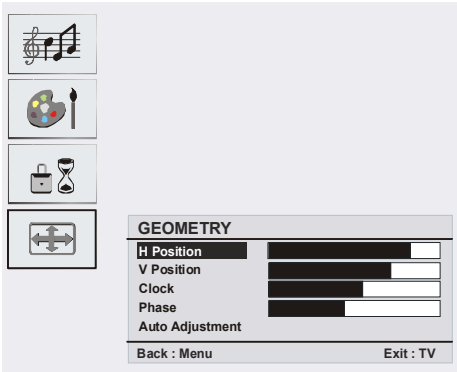 GEOMETRY
H Position
V Position
Clock
Phase
Auto Adjustment
Back : Menu Exit : TV